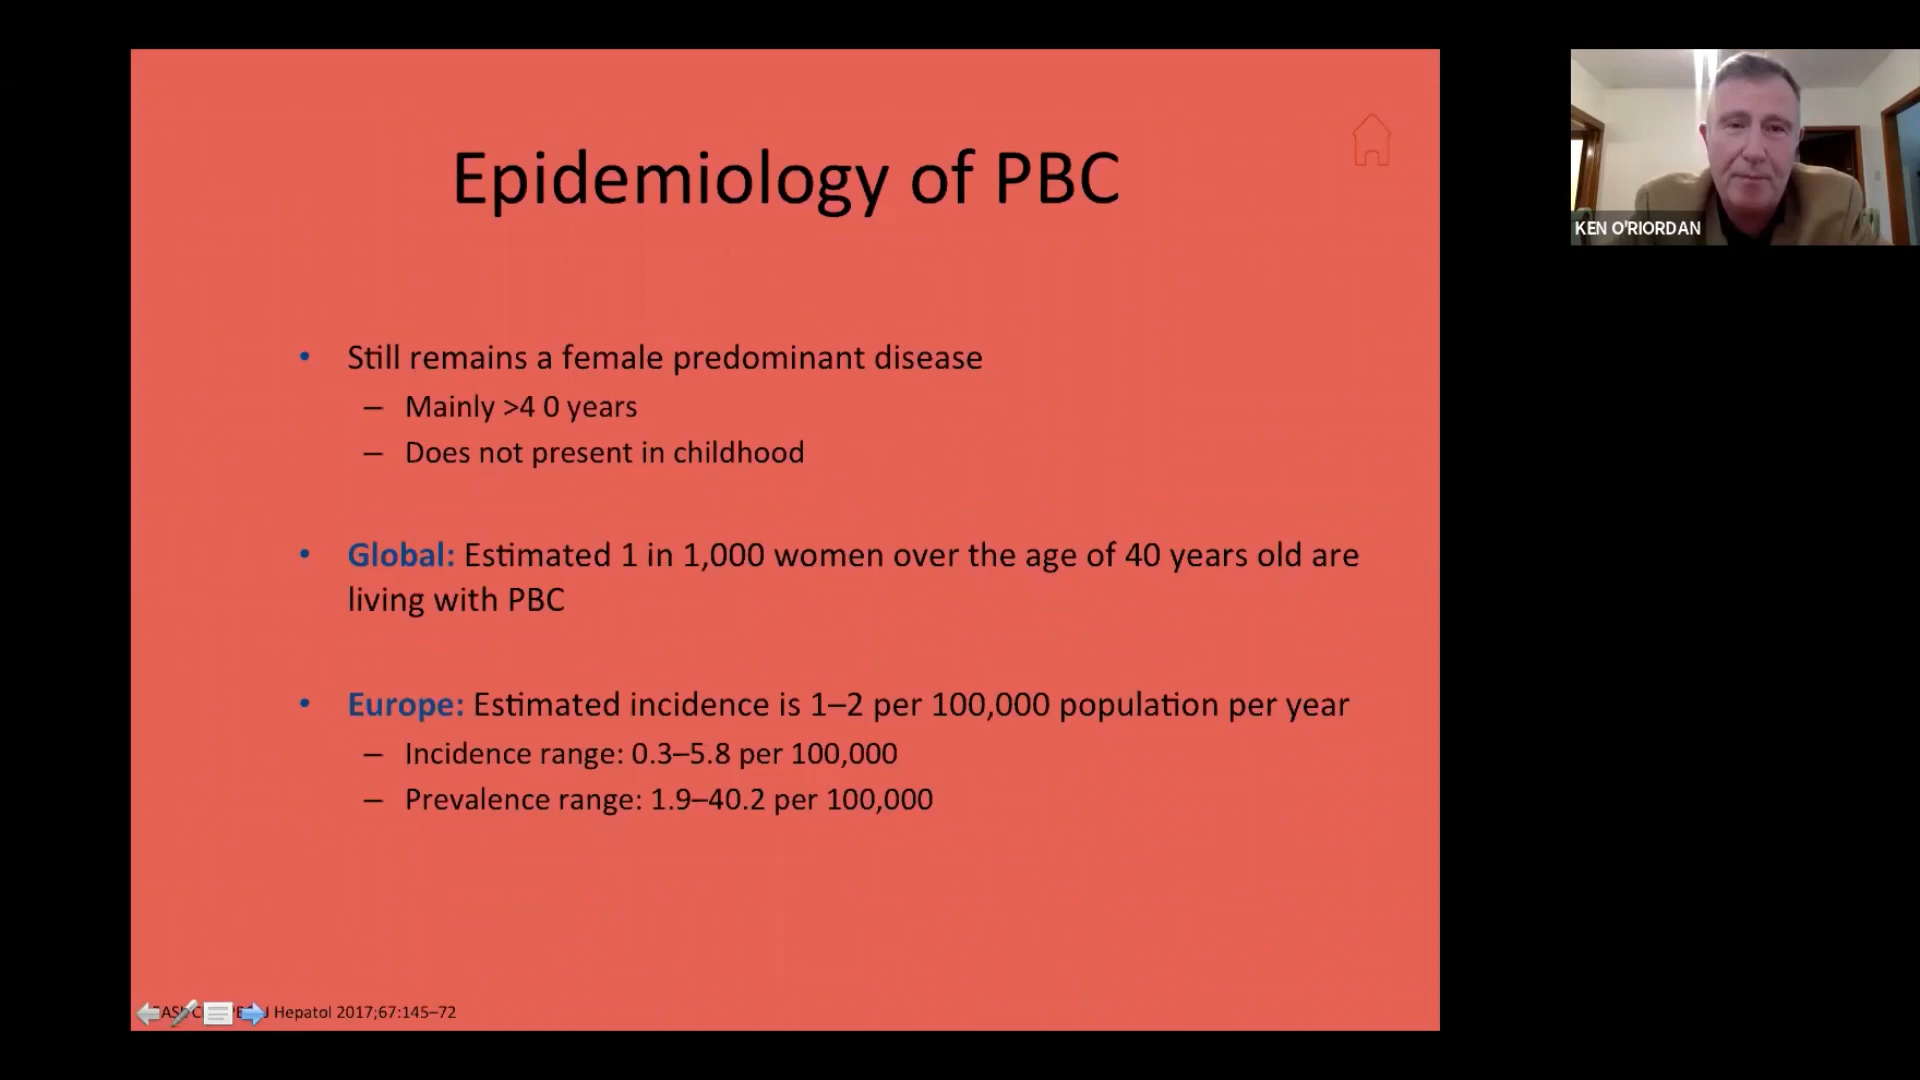 Epidemiology of PBC
KEN O'RIORDAN
• Still remains a female predominant disease
– Mainly >4 0 years
– Does not present in childhood
• Global: Estimated 1 in 1,000 women over the age of 40 years old are
living with PBC
• Europe: Estimated incidence is 1–2 per 100,000 population per year
– Incidence range: 0.3–5.8 per 100,000
– Prevalence range: 1.9–40.2 per 100,000
J Hepatol 2017;67:145–72